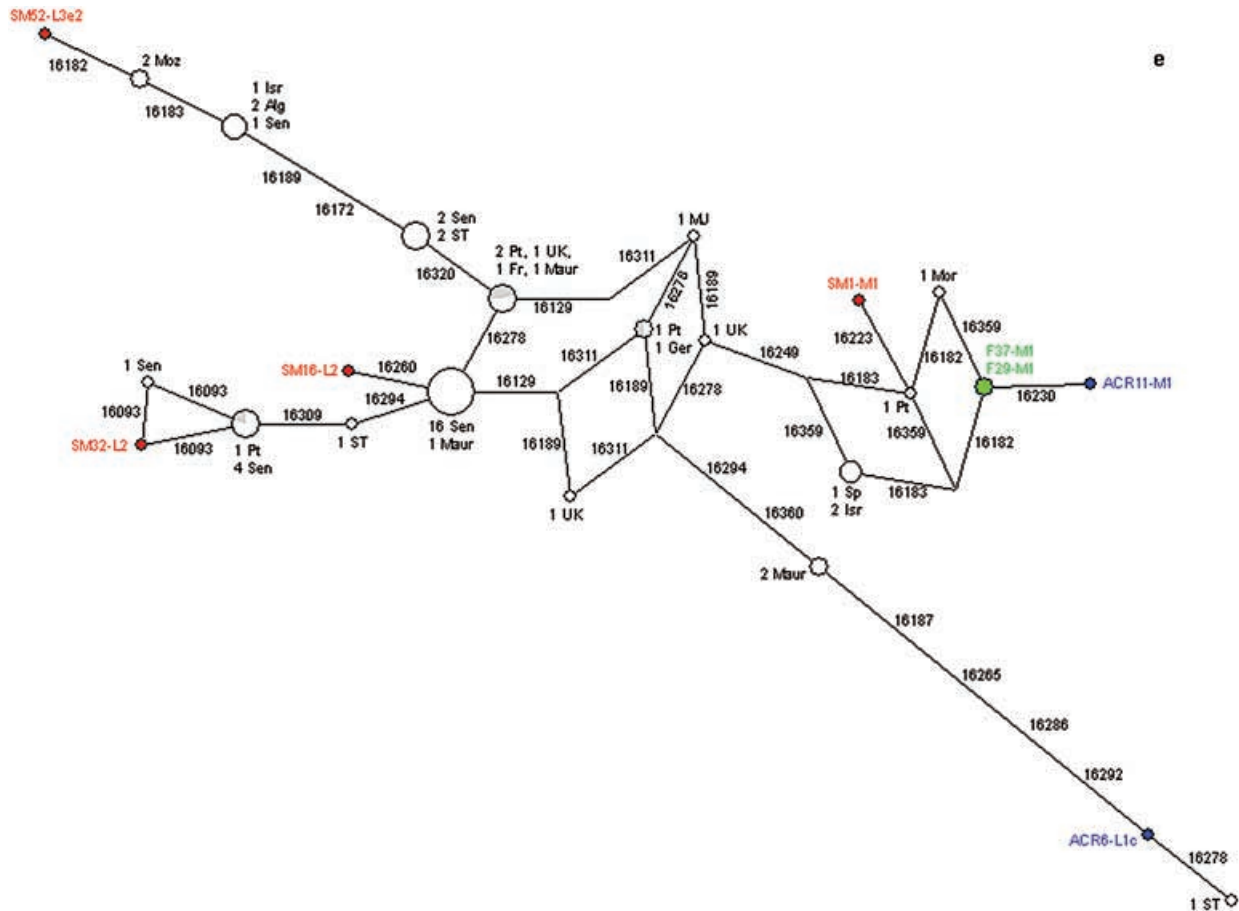 SM52-L3e2
e
16182
2 Moz
1 Isr
2 Alg
1 Sen
16183
16189
16172
2 Sen
2 ST
1 MJ
2 Pt, 1 UK,
1 Fr, 1 Maur
16311
16320
16278
16189
16129
SM1-M1
1 Mor
16223
16359
1 Pt
1 Ger
1 UK
16278
16311
16249
16182
F37-M1
F29-M1
1 Sen
SM16-L2
16260
16093
16294
16129
16189
16278
16183
1 Pt
16230
ACR11-M1
16093
SM32-L2
16093
16309
1 ST
16 Sen
1 Maur
1 Pt
4 Sen
16189
16311
16359
16359
16182
16294
16183
1 Sp
2 Isr
1 UK
16360
2 Maur
16187
16265
16286
16292
ACR6-L1c
16278
1 ST